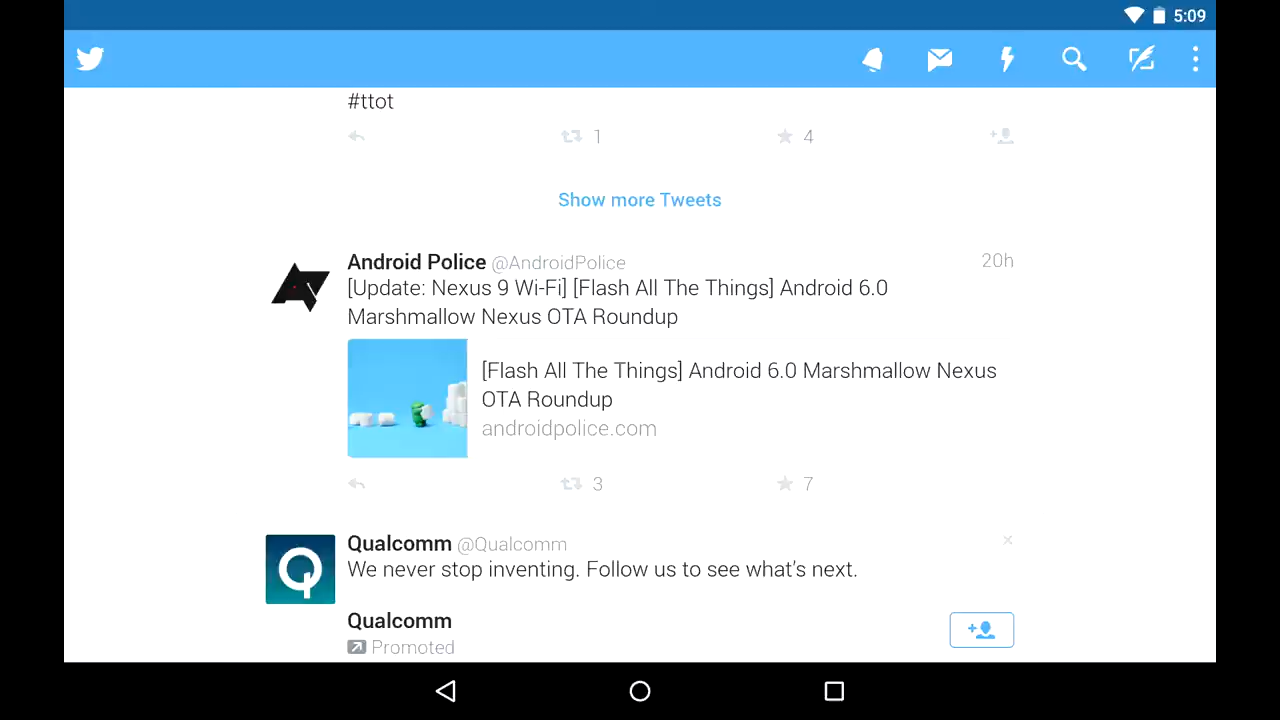 5:09
#ttot
1 4
Show more Tweets
Android Police @AndroidPolice 20h
[Update: Nexus 9 Wi-Fi] [Flash All The Things] Android 6.0
Marshmallow Nexus OTA Roundup
[Flash All The Things] Android 6.0 Marshmallow Nexus
OTA Roundup
androidpolice.com
3 7
Qualcomm @Qualcomm
We never stop inventing. Follow us to see what's next.
Qualcomm
Promoted